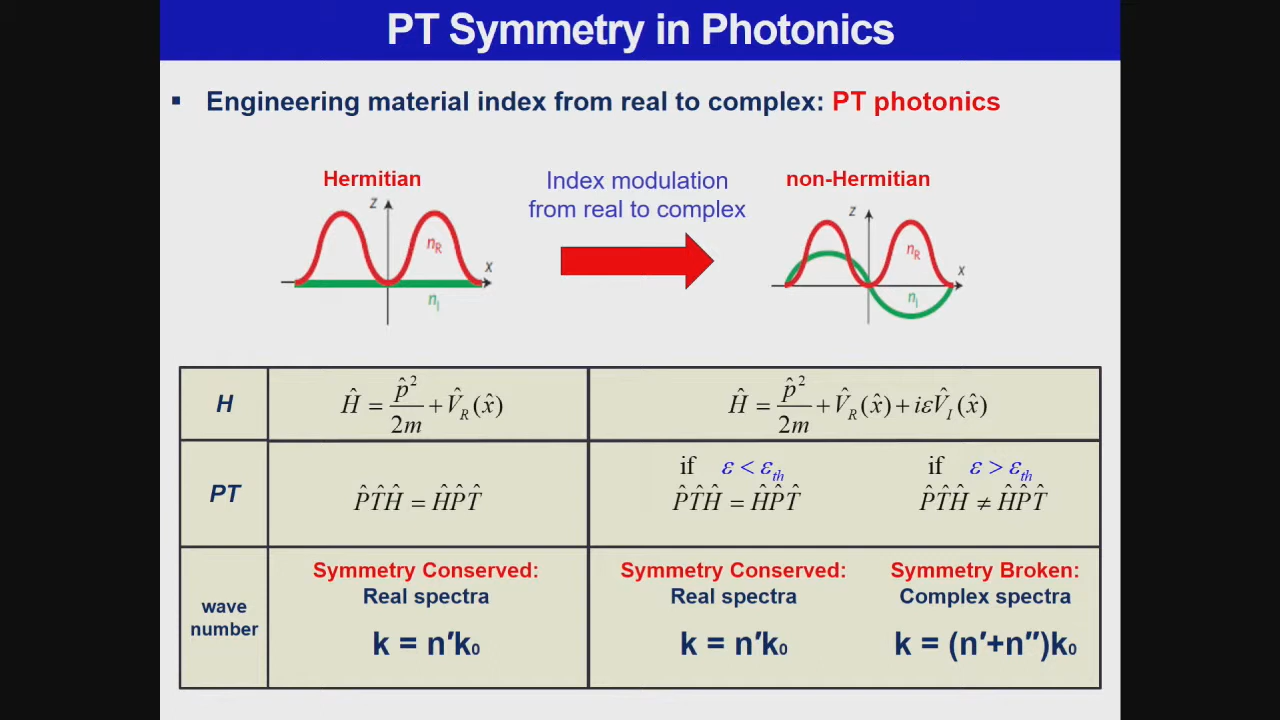 PT Symmetry in Photonics
▪ Engineering material index from real to complex: PT photonics
Hermitian
Index modulation
from real to complex
non-Hermitian
z
n_R
x
n_I
z
n_R
x
n_I
H
Ĥ = p̂²/2m + V̂_R(x̂)
Ĥ = p̂²/2m + V̂_R(x̂) + iεV̂_I(x̂)
PT
P̂T̂Ĥ = ĤP̂T̂
if ε < ε_th
P̂T̂Ĥ = ĤP̂T̂
if ε > ε_th
P̂T̂Ĥ ≠ ĤP̂T̂
wave
number
Symmetry Conserved:
Real spectra
k = n′k₀
Symmetry Conserved:
Real spectra
k = n′k₀
Symmetry Broken:
Complex spectra
k = (n′+n″)k₀